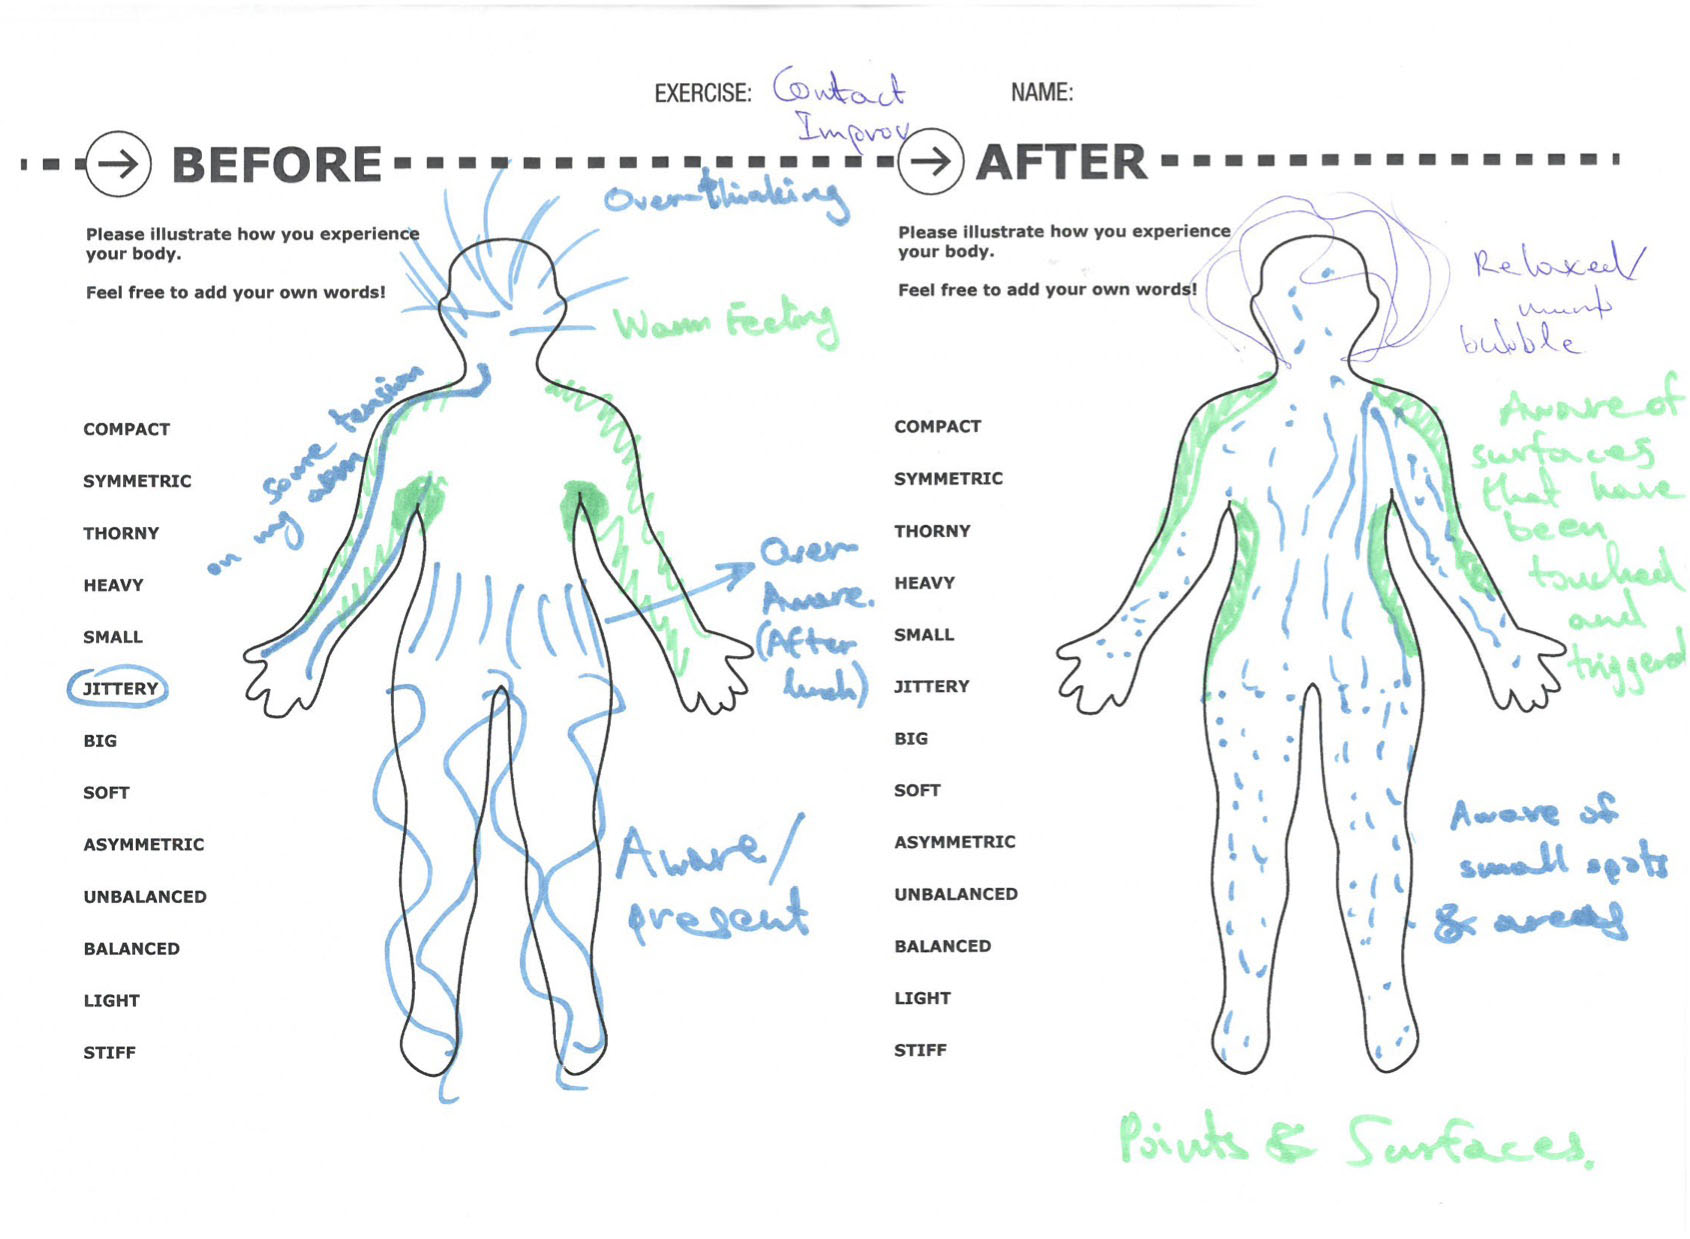 EXERCISE: Contact
Improv
NAME:
BEFORE
Please illustrate how you experience
your body.
Feel free to add your own words!
Over-thinking
Warm Feeling
some tension
on my arm
COMPACT
SYMMETRIC
THORNY
HEAVY
SMALL
JITTERY
BIG
SOFT
ASYMMETRIC
UNBALANCED
BALANCED
LIGHT
STIFF
Over-
Aware.
(After
lunch)
Aware/
present
AFTER
Please illustrate how you experience
your body.
Feel free to add your own words!
Relaxed/
bubble
COMPACT
SYMMETRIC
THORNY
HEAVY
SMALL
JITTERY
BIG
SOFT
ASYMMETRIC
UNBALANCED
BALANCED
LIGHT
STIFF
Aware of
surfaces
that have
been
touched
and
triggered
Aware of
small spots
& areas
Points & Surfaces.